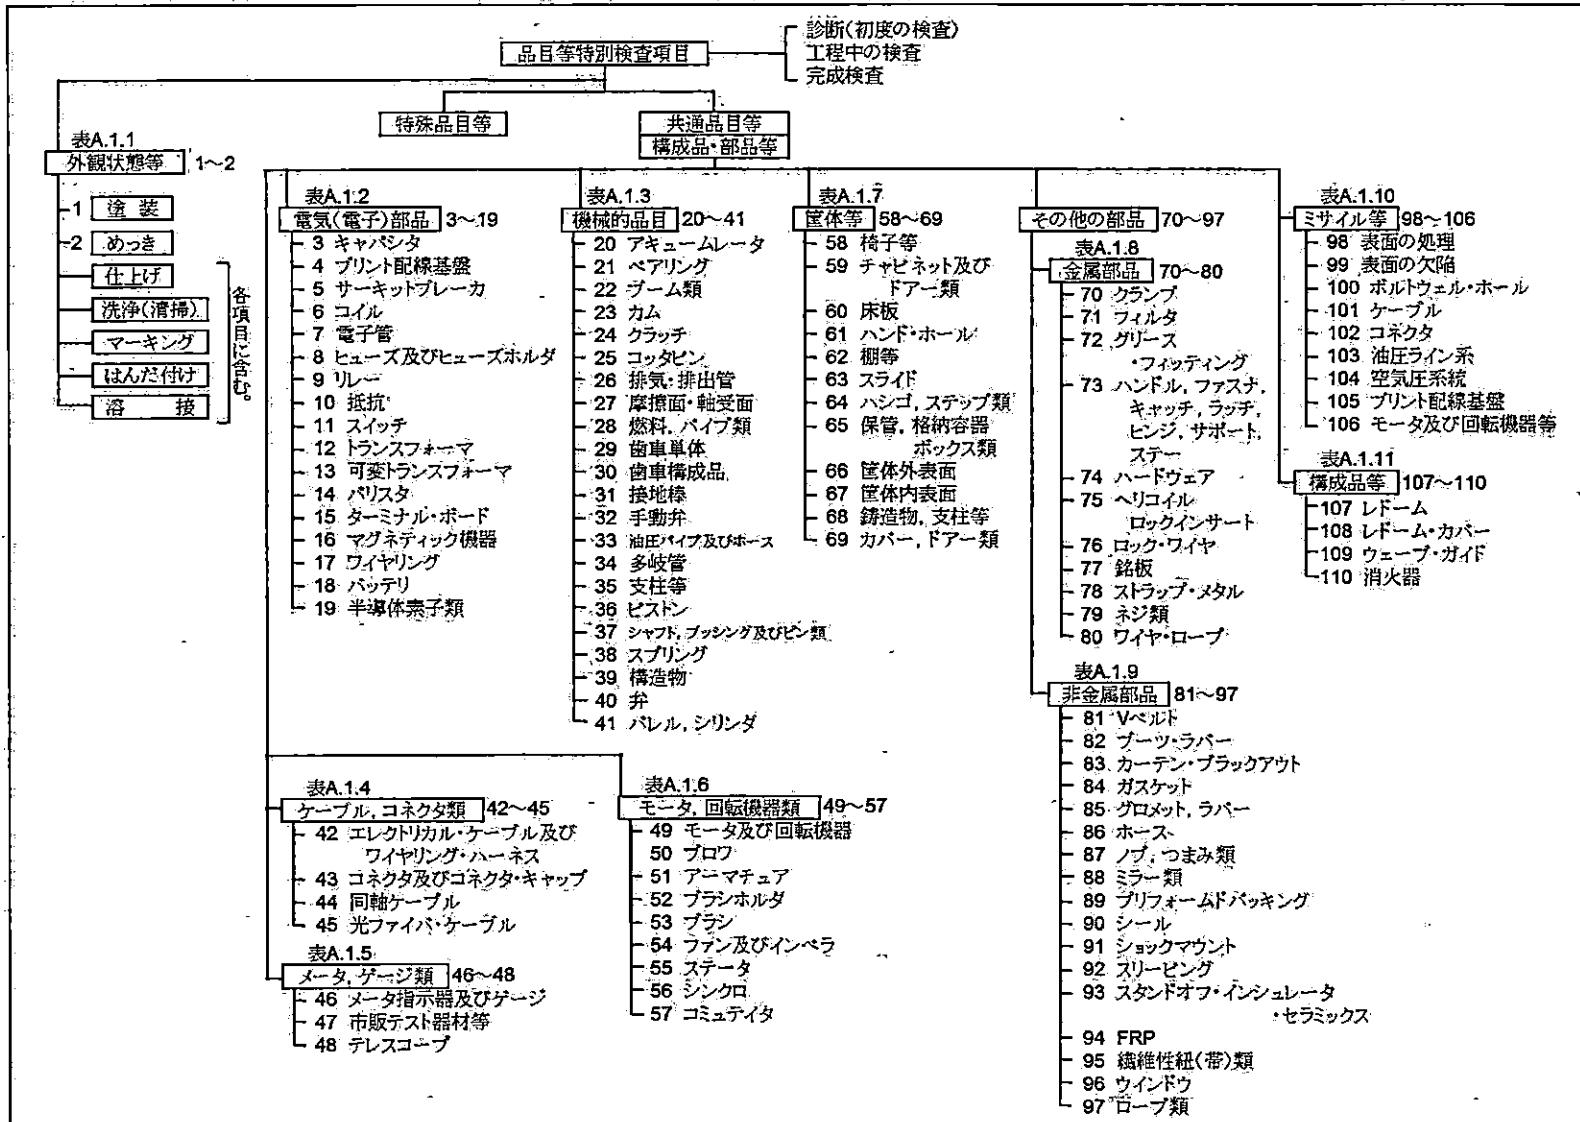 品目等特別検査項目
診断(初度の検査)
工程中の検査
完成検査
特殊品目等
共通品目等
構成品・部品等
表A.1.1
外観状態等 1～2
1 塗装
2 めっき
仕上げ
洗浄(清掃)
マーキング
はんだ付け
溶 接
各項目に含む。
表A.1.2
電気(電子)部品 3～19
3 キャパシタ
4 プリント配線基盤
5 サーキットブレーカ
6 コイル
7 電子管
8 ヒューズ及びヒューズホルダ
9 リレー
10 抵抗
11 スイッチ
12 トランスフォーマ
13 可変トランスフォーマ
14 バリスタ
15 ターミナル・ボード
16 マグネティック機器
17 ワイヤリング
18 バッテリ
19 半導体素子類
表A.1.3
機械的品目 20～41
20 アキュームレータ
21 ベアリング
22 ブーム類
23 カム
24 クラッチ
25 コッタピン
26 排気・排出管
27 摩擦面・軸受面
28 燃料, パイプ類
29 歯車単体
30 歯車構成品
31 接地棒
32 手動弁
33 油圧パイプ及びホース
34 多岐管
35 支柱等
36 ピストン
37 シャフト, ブッシング及びピン類
38 スプリング
39 構造物
40 弁
41 バレル, シリンダ
表A.1.7
筐体等 58～69
58 椅子等
59 チャビネット及び
ドアー類
60 床板
61 ハンド・ホール
62 棚等
63 スライド
64 ハシゴ, ステップ類
65 保管, 格納容器
ボックス類
66 筐体外表面
67 筐体内表面
68 鋳造物, 支柱等
69 カバー, ドアー類
その他の部品 70～97
表A.1.8
金属部品 70～80
70 クランプ
71 フィルタ
72 グリース
・フィッティング
73 ハンドル, ファスナ,
キャッチ, ラッチ,
ヒンジ, サポート,
ステー
74 ハードウェア
75 ヘリコイル
ロックインサート
76 ロック・ワイヤ
77 銘板
78 ストラップ・メタル
79 ネジ類
80 ワイヤ・ロープ
表A.1.9
非金属部品 81～97
81 Vベルト
82 ブーツ・ラバー
83 カーテン・ブラックアウト
84 ガスケット
85 グロメット, ラバー
86 ホース
87 ノブ, つまみ類
88 ミラー類
89 プリフォームドパッキング
90 シール
91 ショックマウント
92 スリービング
93 スタンドオフ・インシュレータ
・セラミックス
94 FRP
95 繊維性紐(帯)類
96 ウインドウ
97 ロープ類
表A.1.10
ミサイル等 98～106
98 表面の処理
99 表面の欠陥
100 ボルトウェル・ホール
101 ケーブル
102 コネクタ
103 油圧ライン系
104 空気圧系統
105 プリント配線基盤
106 モータ及び回転機器等
表A.1.11
構成品等 107～110
107 レドーム
108 レドーム・カバー
109 ウェーブ・ガイド
110 消火器
表A.1.4
ケーブル, コネクタ類 42～45
42 エレクトリカル・ケーブル及び
ワイヤリング・ハーネス
43 コネクタ及びコネクタ・キャップ
44 同軸ケーブル
45 光ファイバ・ケーブル
表A.1.5
メータ, ゲージ類 46～48
46 メータ指示器及びゲージ
47 市販テスト器材等
48 テレスコープ
表A.1.6
モータ, 回転機器類 49～57
49 モータ及び回転機器
50 ブロワ
51 アーマチュア
52 ブラシホルダ
53 ブラシ
54 ファン及びインペラ
55 ステータ
56 シンクロ
57 コミュテイタ